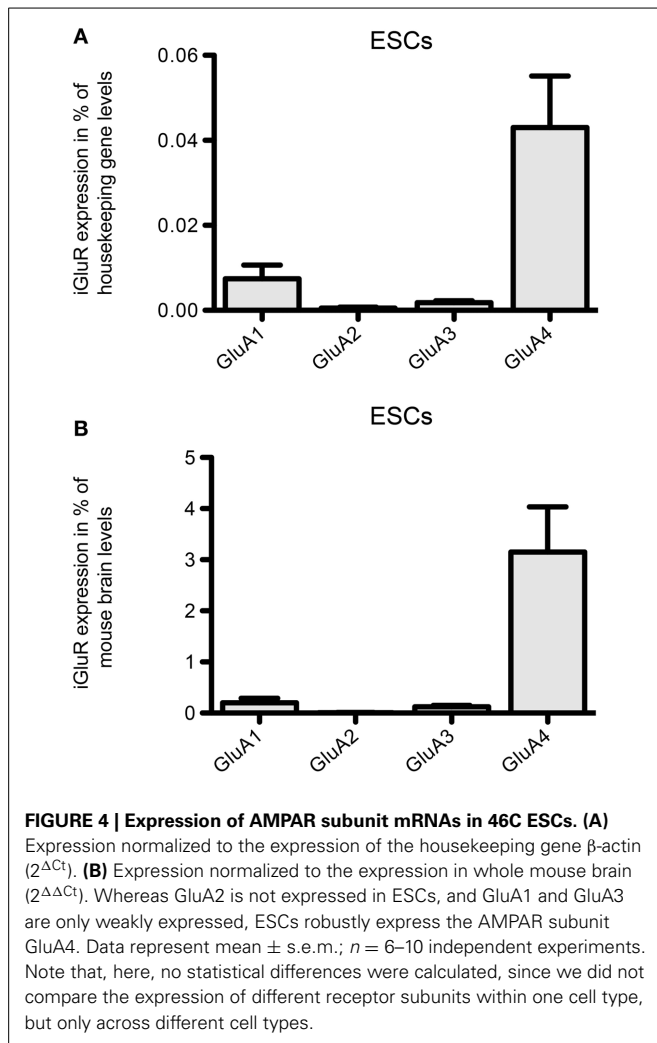 A
ESCs
iGluR expression in % of
housekeeping gene levels
0.06
0.04
0.02
0.00
GluA1
GluA2
GluA3
GluA4
B
ESCs
iGluR expression in % of
mouse brain levels
5
4
3
2
1
0
GluA1
GluA2
GluA3
GluA4
FIGURE 4 | Expression of AMPAR subunit mRNAs in 46C ESCs. (A)
Expression normalized to the expression of the housekeeping gene β-actin
(2^ΔCt). (B) Expression normalized to the expression in whole mouse brain
(2^ΔΔCt). Whereas GluA2 is not expressed in ESCs, and GluA1 and GluA3
are only weakly expressed, ESCs robustly express the AMPAR subunit
GluA4. Data represent mean ± s.e.m.; n = 6–10 independent experiments.
Note that, here, no statistical differences were calculated, since we did not
compare the expression of different receptor subunits within one cell type,
but only across different cell types.